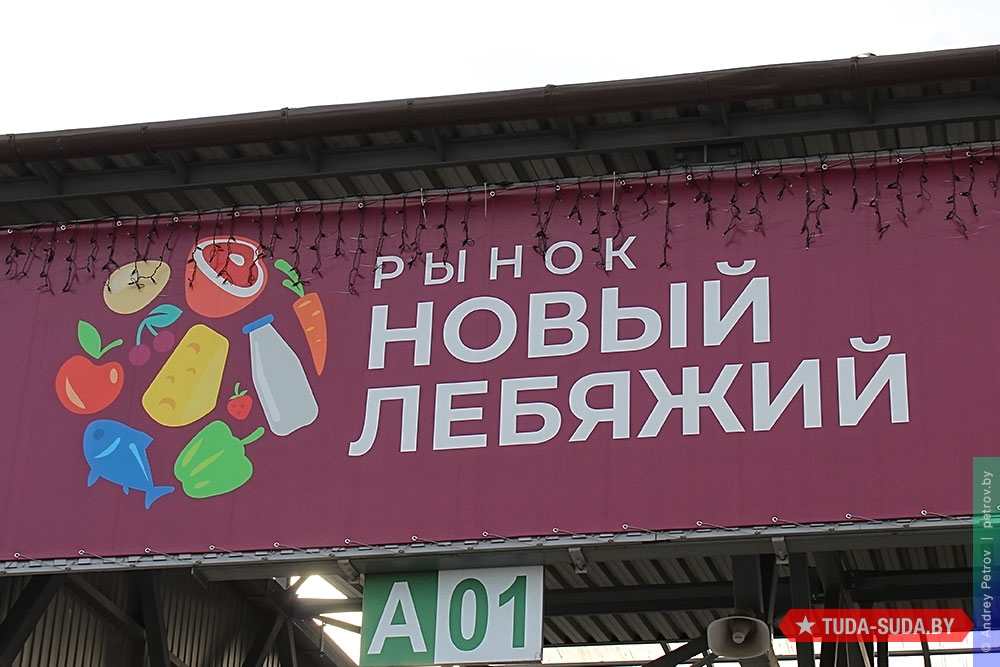 РЫНОК
НОВЫЙ
ЛЕБЯЖИЙ
A 01
★ TUDA-SUDA.BY
© Andrey Petrov | petrov.by